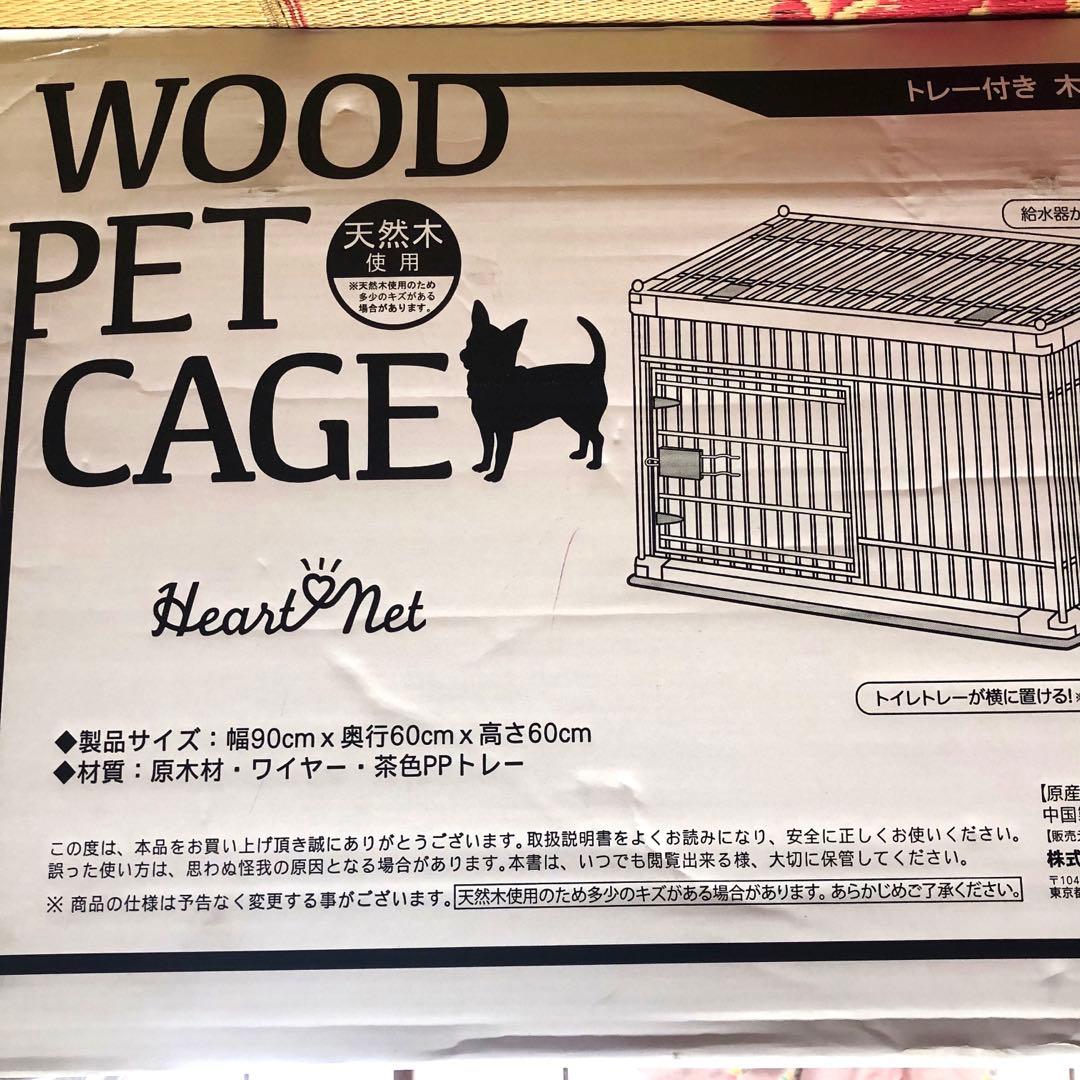 WOOD
PET
CAGE
天然木
使用
※天然木使用のため
多少のキズがある
場合があります。
トレー付き 木
給水器か
Heart Net
トイレトレーが横に置ける!※
◆製品サイズ：幅90cm x 奥行60cm x 高さ60cm
◆材質：原木材・ワイヤー・茶色PPトレー
この度は、本品をお買い上げ頂き誠にありがとうございます。取扱説明書をよくお読みになり、安全に正しくお使いください。
誤った使い方は、思わぬ怪我の原因となる場合があります。本書は、いつでも閲覧出来る様、大切に保管してください。
※ 商品の仕様は予告なく変更する事がございます。天然木使用のため多少のキズがある場合があります。あらかじめご了承ください。
【原産
中国
【販売
株式
〒104
東京都